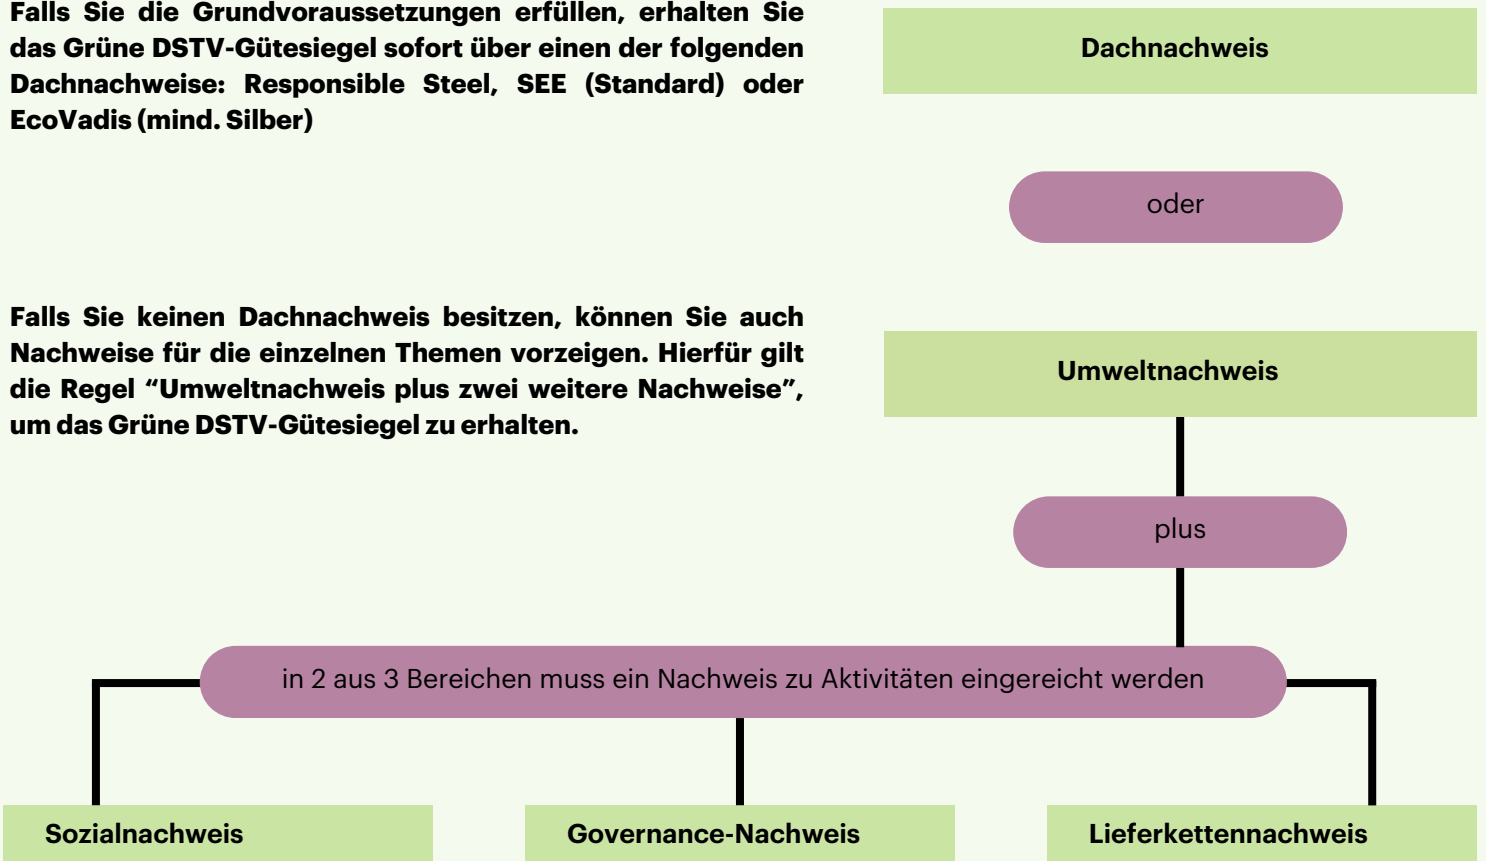 Falls Sie die Grundvoraussetzungen erfüllen, erhalten Sie
das Grüne DSTV-Gütesiegel sofort über einen der folgenden
Dachnachweise: Responsible Steel, SEE (Standard) oder
EcoVadis (mind. Silber)
Dachnachweis
oder
Falls Sie keinen Dachnachweis besitzen, können Sie auch
Nachweise für die einzelnen Themen vorzeigen. Hierfür gilt
die Regel “Umweltnachweis plus zwei weitere Nachweise”,
um das Grüne DSTV-Gütesiegel zu erhalten.
Umweltnachweis
plus
in 2 aus 3 Bereichen muss ein Nachweis zu Aktivitäten eingereicht werden
Sozialnachweis
Governance-Nachweis
Lieferkettennachweis